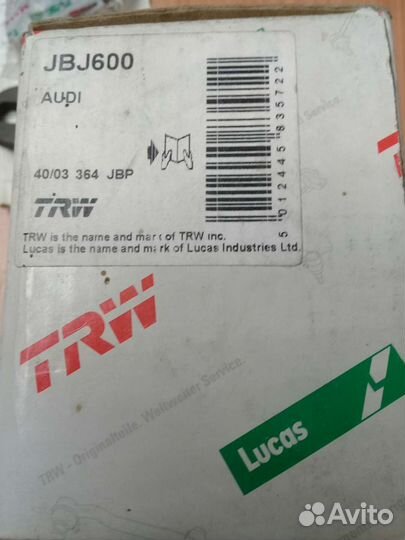 JBJ600
AUDI
40/03 364 JBP
TRW
TRW is the name and mark of TRW Inc.
Lucas is the name and mark of Lucas Industries Ltd.
5 012445 835722
Service.
TRW
TRW - Originalteile. Weltweiter Service.
Lucas
Avito